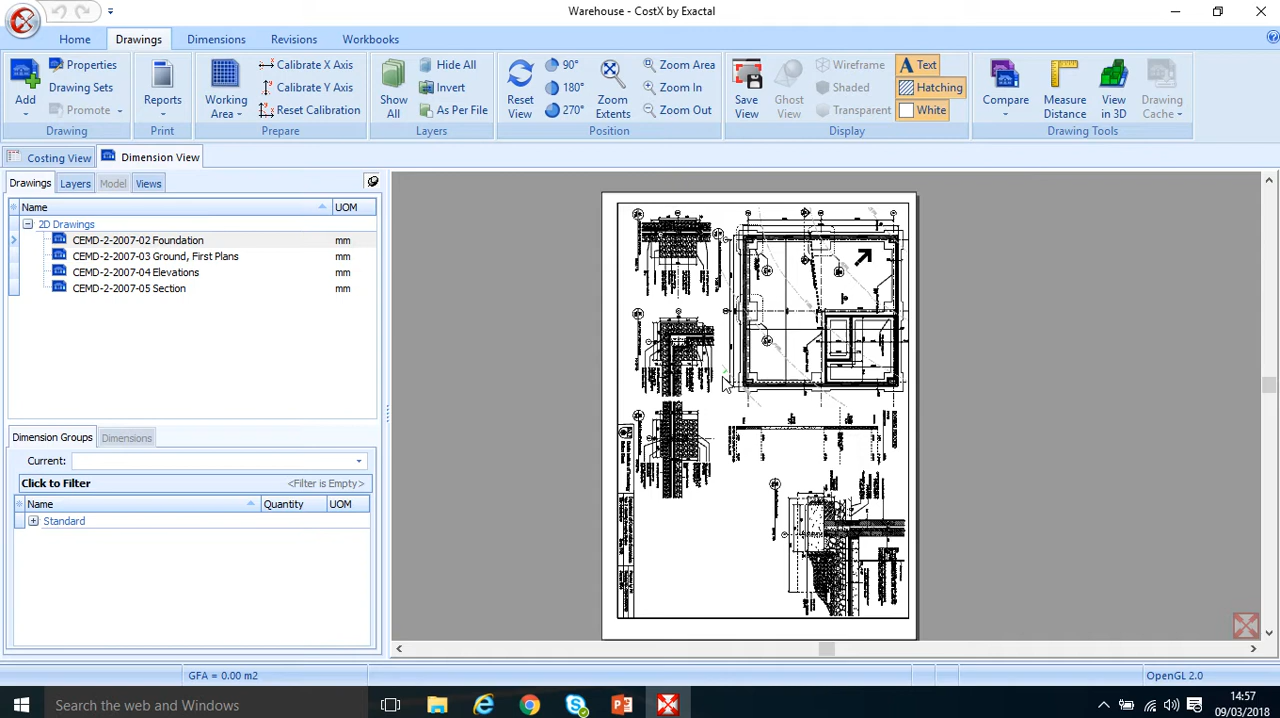 Warehouse - CostX by Exactal
Home Drawings Dimensions Revisions Workbooks
Add
Properties
Drawing Sets
Promote
Drawing
Reports
Print
Working Area
Calibrate X Axis
Calibrate Y Axis
Reset Calibration
Prepare
Show All
Hide All
Invert
As Per File
Layers
Reset View
90°
180°
270°
Zoom Extents
Zoom Area
Zoom In
Zoom Out
Position
Save View
Ghost View
Wireframe
Shaded
Transparent
Text
Hatching
White
Display
Compare
Measure Distance
View in 3D
Drawing Cache
Drawing Tools
Costing View Dimension View
Drawings Layers Model Views
Name UOM
2D Drawings
CEMD-2-2007-02 Foundation mm
CEMD-2-2007-03 Ground, First Plans mm
CEMD-2-2007-04 Elevations mm
CEMD-2-2007-05 Section mm
Dimension Groups Dimensions
Current:
Click to Filter <Filter is Empty>
Name Quantity UOM
Standard
GFA = 0.00 m2
OpenGL 2.0
Search the web and Windows
14:57
09/03/2018